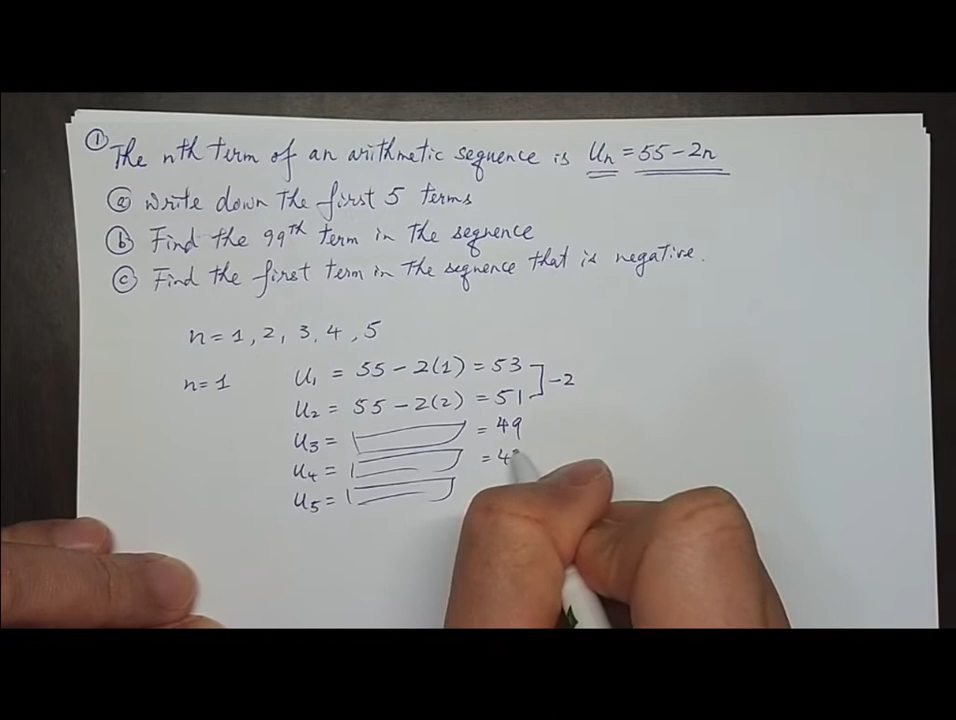 ① The nth term of an arithmetic sequence is Un = 55 - 2n
ⓐ Write down the first 5 terms
ⓑ Find the 99th term in the sequence
ⓒ Find the first term in the sequence that is negative.
n = 1, 2, 3, 4, 5
n = 1 U1 = 55 - 2(1) = 53
-2
U2 = 55 - 2(2) = 51
U3 = = 49
U4 = = 4
U5 =